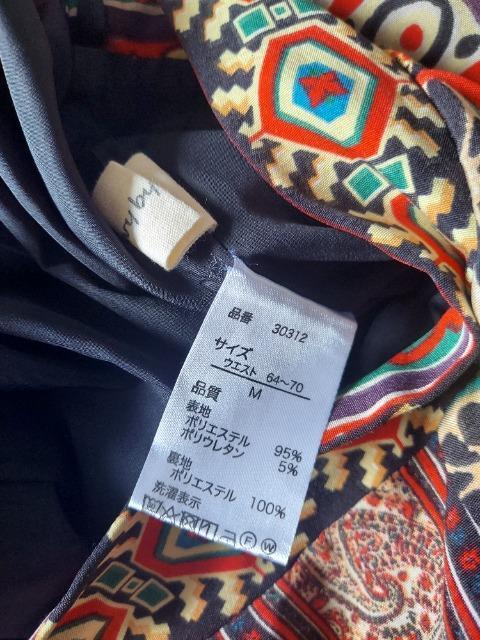 品番 30312
サイズ
ウエスト 64~70
M
品質
表地
ポリエステル 95%
ポリウレタン 5%
裏地
ポリエステル 100%
洗濯表示
F W